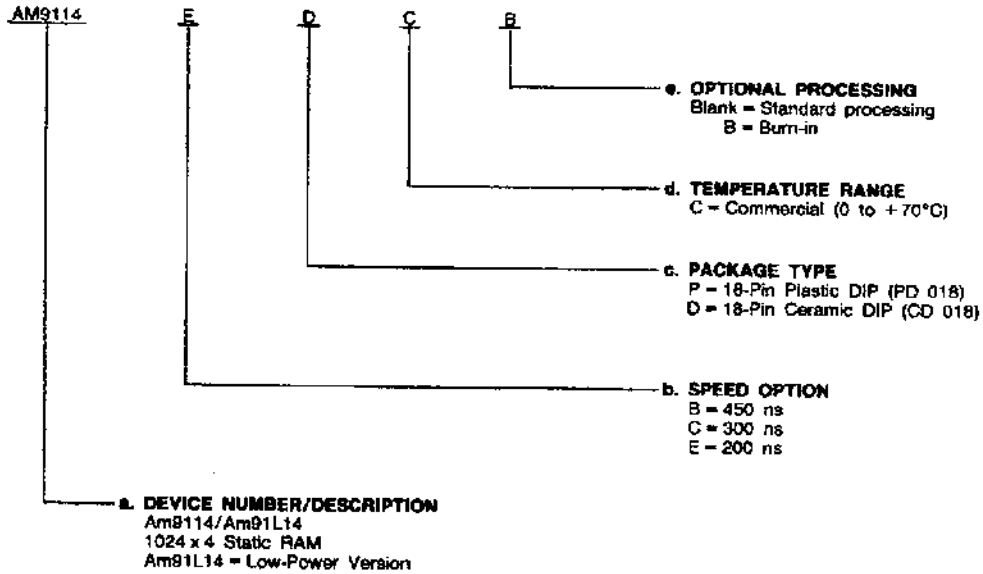 AM9114 E D C B
e. OPTIONAL PROCESSING
Blank = Standard processing
B = Burn-in
d. TEMPERATURE RANGE
C = Commercial (0 to +70°C)
c. PACKAGE TYPE
P = 18-Pin Plastic DIP (PD 018)
D = 18-Pin Ceramic DIP (CD 018)
b. SPEED OPTION
B = 450 ns
C = 300 ns
E = 200 ns
a. DEVICE NUMBER/DESCRIPTION
Am9114/Am91L14
1024 x 4 Static RAM
Am91L14 = Low-Power Version